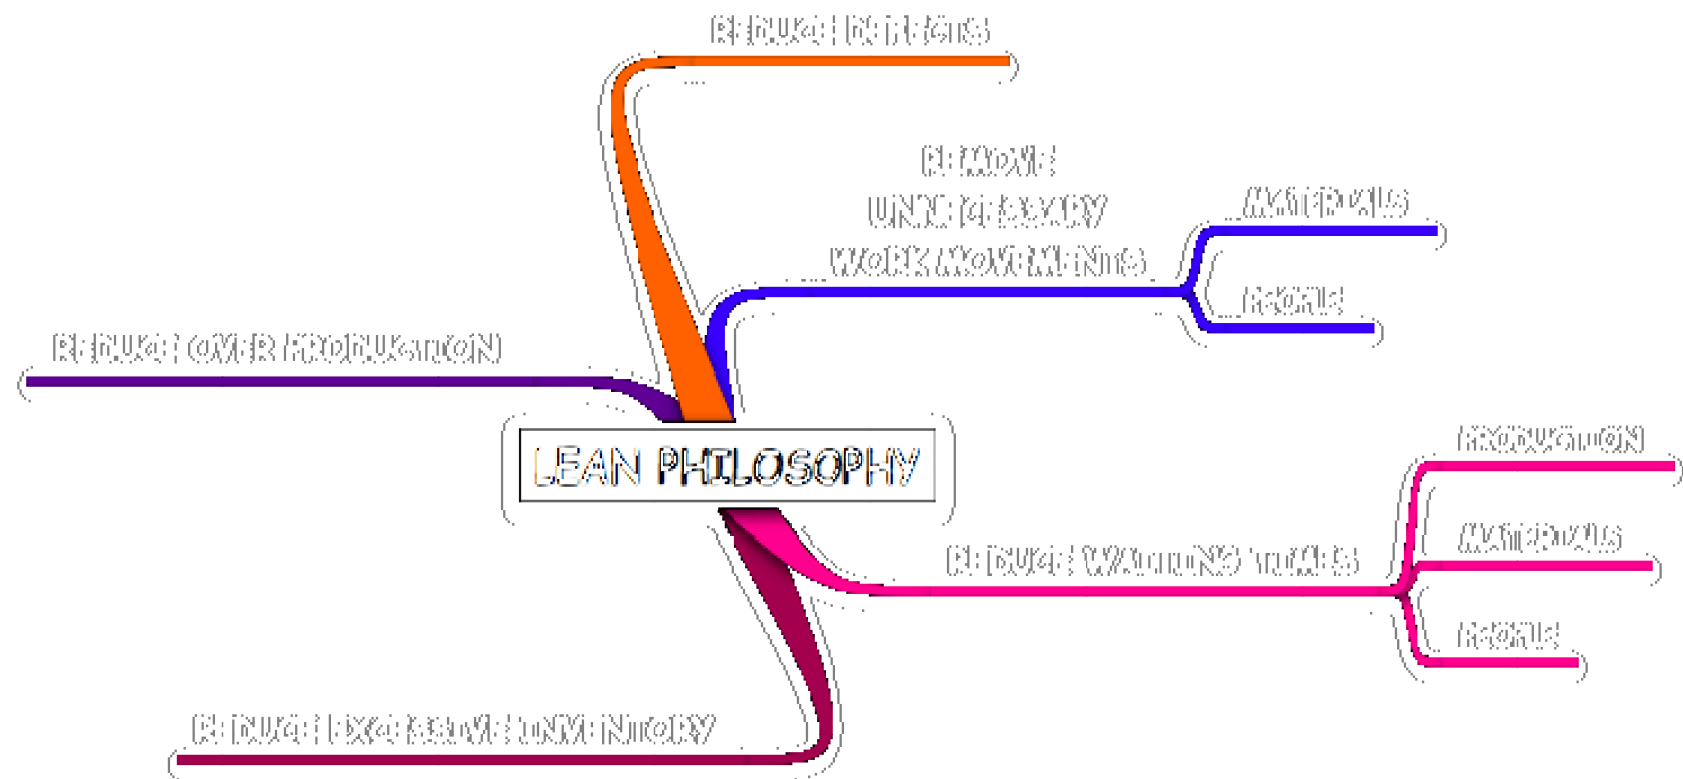 REDUCE DEFECTS
REMOVE
UNNECESSARY
WORK MOVEMENTS
MATERIALS
PEOPLE
REDUCE OVER PRODUCTION
LEAN PHILOSOPHY
PRODUCTION
REDUCE WAITING TIMES
MATERIALS
PEOPLE
REDUCE EXCESSIVE INVENTORY